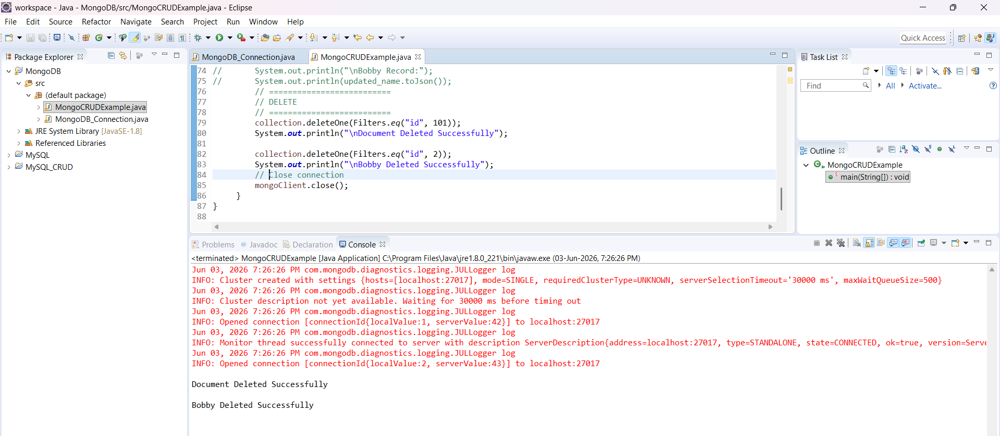 workspace - Java - MongoDB/src/MongoCRUDExample.java - Eclipse
File Edit Source Refactor Navigate Search Project Run Window Help
Quick Access
Package Explorer
MongoDB
src
(default package)
MongoCRUDExample.java
MongoDB_Connection.java
JRE System Library [JavaSE-1.8]
Referenced Libraries
MySQL
MySQL_CRUD
MongoDB_Connection.java MongoCRUDExample.java
74 // System.out.println("\nBobby Record:");
75 // System.out.println(updated_name.toJson());
76 // ==========================
77 // DELETE
78 // ==========================
79 collection.deleteOne(Filters.eq("id", 101));
80 System.out.println("\nDocument Deleted Successfully");
81
82 collection.deleteOne(Filters.eq("id", 2));
83 System.out.println("\nBobby Deleted Successfully");
84 // Close connection
85 mongoClient.close();
86 }
87 }
88
Task List
Find All Activate...
Outline
MongoCRUDExample
main(String[]) : void
Problems Javadoc Declaration Console
<terminated> MongoCRUDExample [Java Application] C:\Program Files\Java\jre1.8.0_221\bin\javaw.exe (03-Jun-2026, 7:26:26 PM)
Jun 03, 2026 7:26:26 PM com.mongodb.diagnostics.logging.JULLogger log
INFO: Cluster created with settings {hosts=[localhost:27017], mode=SINGLE, requiredClusterType=UNKNOWN, serverSelectionTimeout='30000 ms', maxWaitQueueSize=500}
Jun 03, 2026 7:26:26 PM com.mongodb.diagnostics.logging.JULLogger log
INFO: Cluster description not yet available. Waiting for 30000 ms before timing out
Jun 03, 2026 7:26:26 PM com.mongodb.diagnostics.logging.JULLogger log
INFO: Opened connection [connectionId{localValue:1, serverValue:42}] to localhost:27017
Jun 03, 2026 7:26:26 PM com.mongodb.diagnostics.logging.JULLogger log
INFO: Monitor thread successfully connected to server with description ServerDescription{address=localhost:27017, type=STANDALONE, state=CONNECTED, ok=true, version=Serve
Jun 03, 2026 7:26:26 PM com.mongodb.diagnostics.logging.JULLogger log
INFO: Opened connection [connectionId{localValue:2, serverValue:43}] to localhost:27017
Document Deleted Successfully
Bobby Deleted Successfully